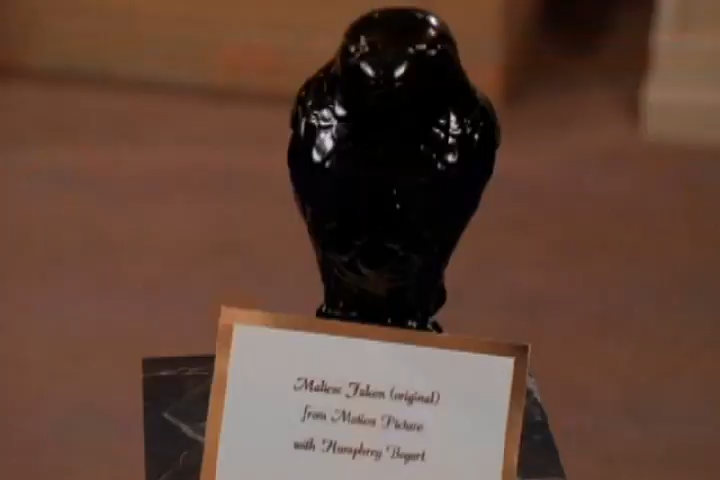 Maltese Falcon (original)
from Motion Picture
with Humphrey Bogart